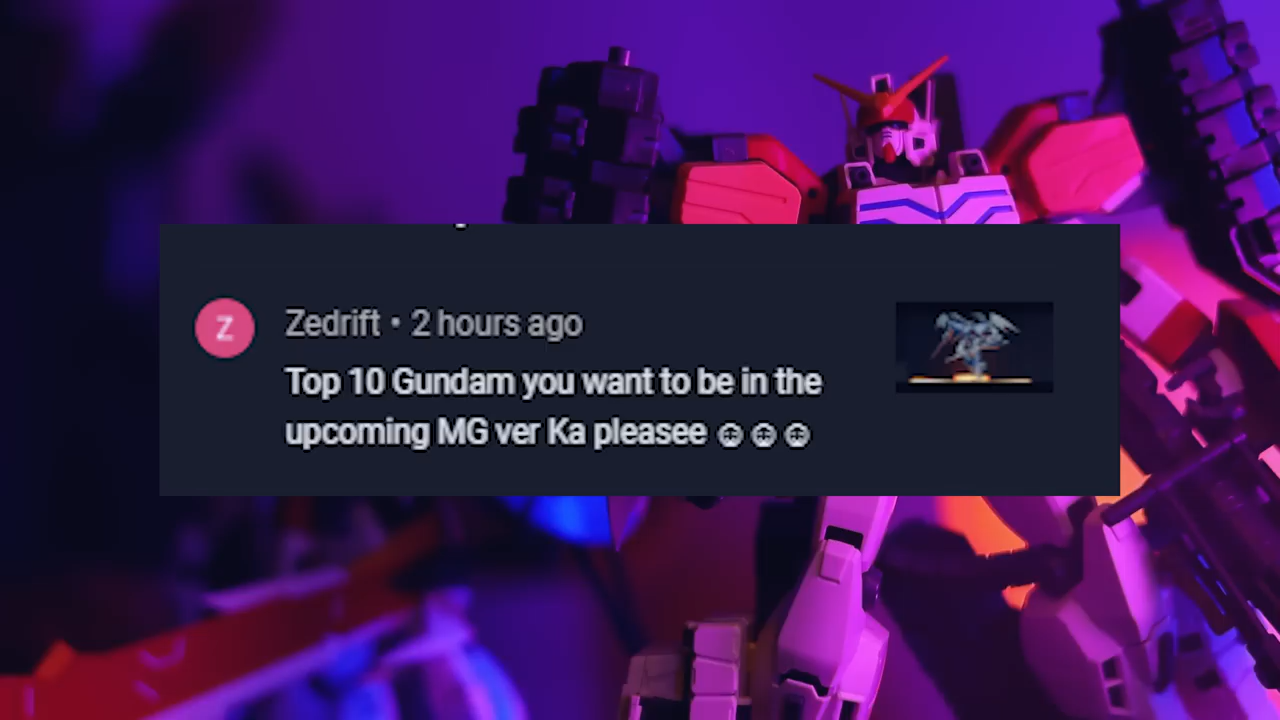 Z
Zedrift • 2 hours ago
Top 10 Gundam you want to be in the
upcoming MG ver Ka pleasee